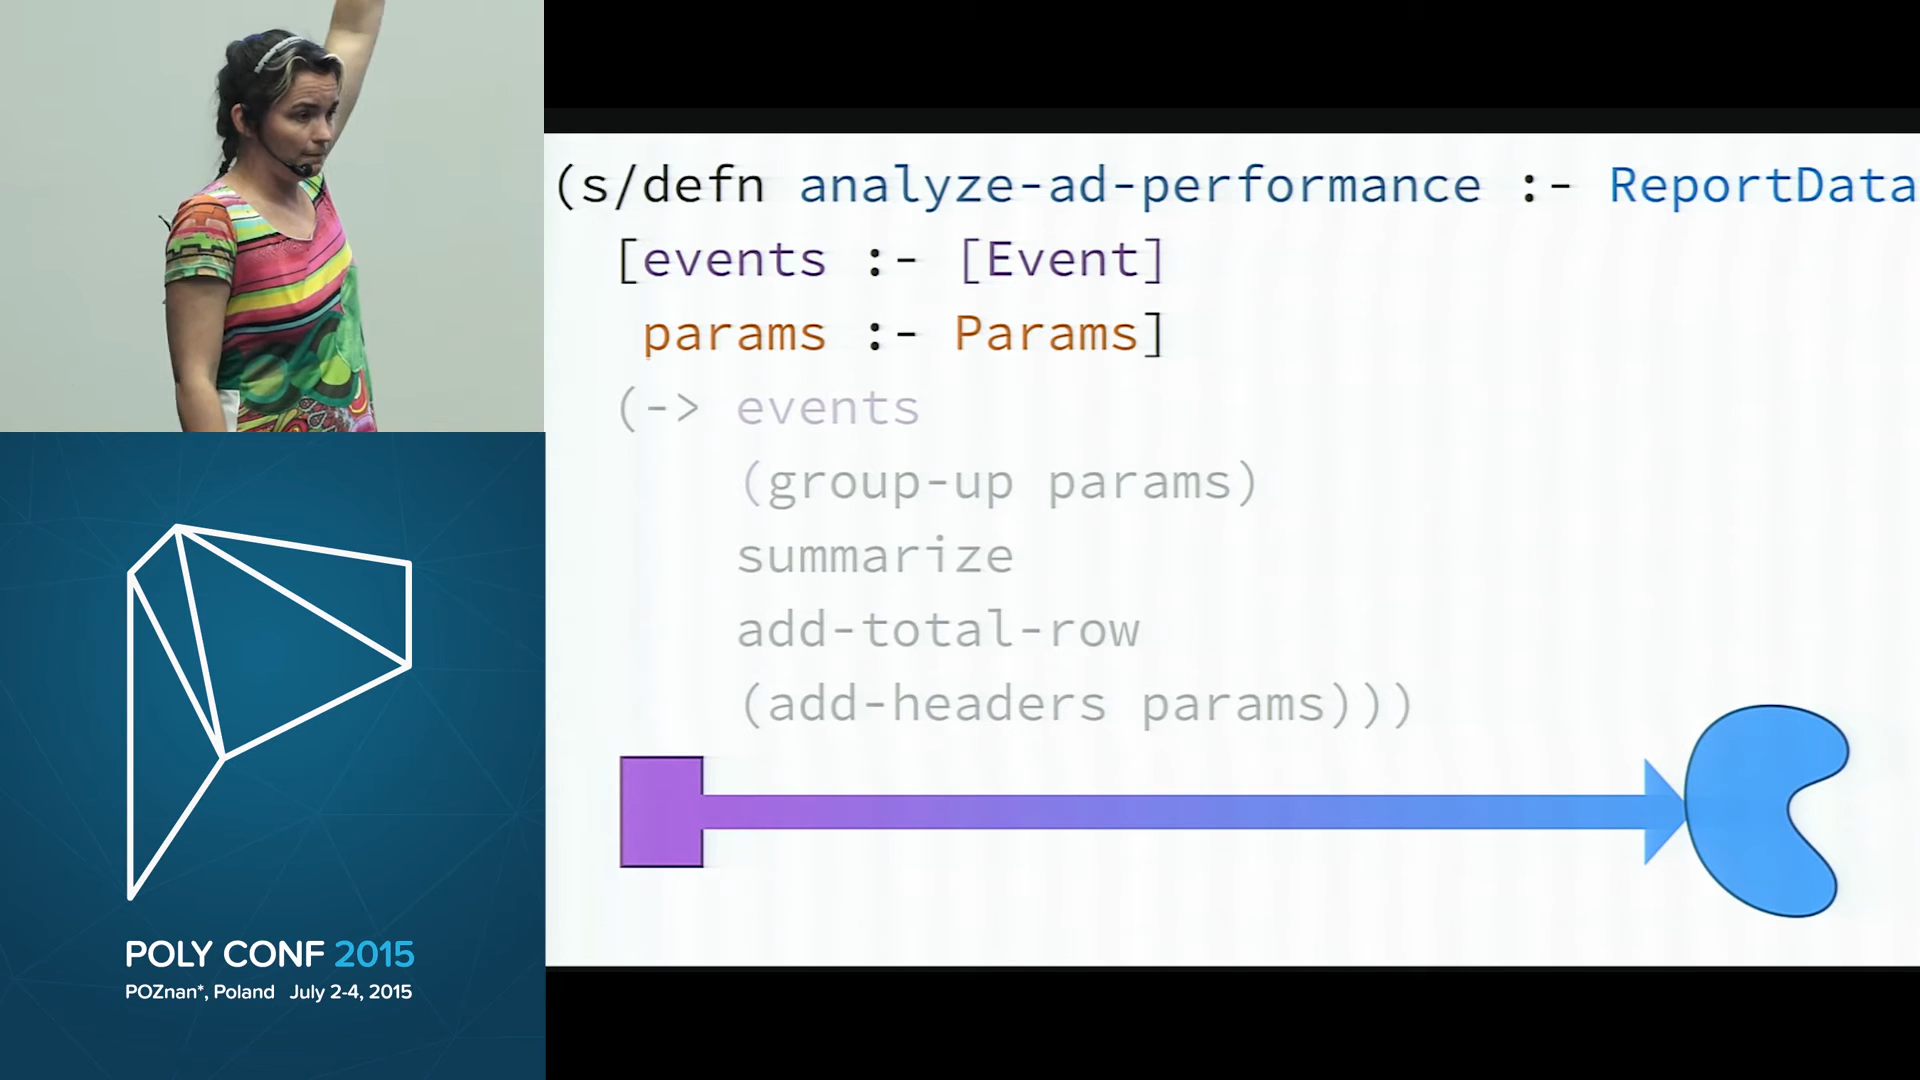 (s/defn analyze-ad-performance :- ReportData
[events :- [Event]
params :- Params]
(-> events
(group-up params)
summarize
add-total-row
(add-headers params)))
POLY CONF 2015
POZnan*, Poland July 2-4, 2015